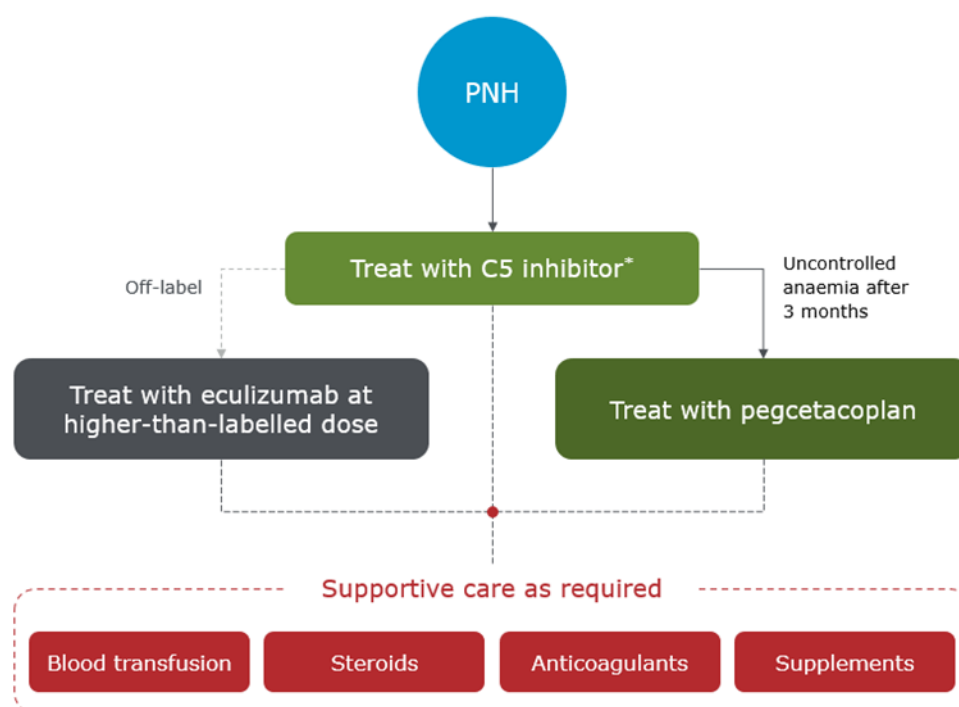 PNH
Treat with C5 inhibitor*
Off-label
Uncontrolled
anaemia after
3 months
Treat with eculizumab at
higher-than-labelled dose
Treat with pegcetacoplan
Supportive care as required
Blood transfusion
Steroids
Anticoagulants
Supplements